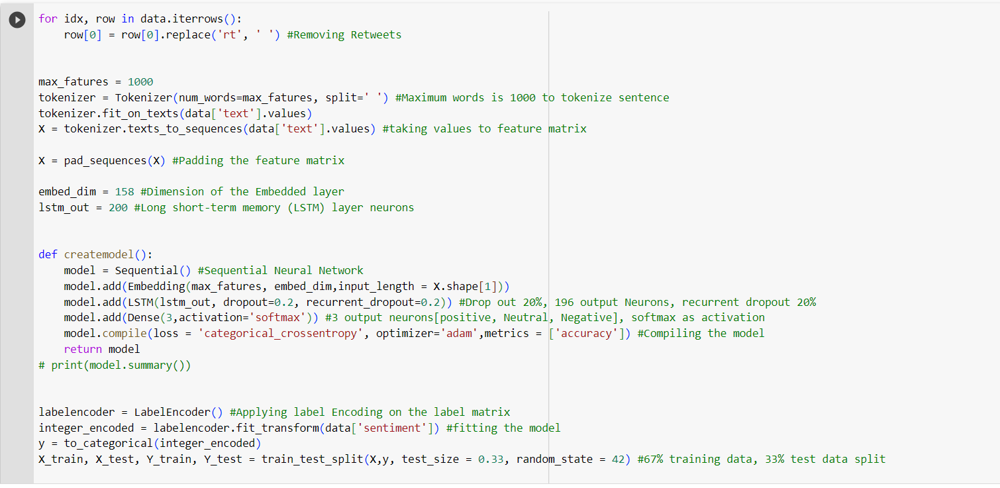 for idx, row in data.iterrows():
    row[0] = row[0].replace('rt', ' ') #Removing Retweets
max_fatures = 1000
tokenizer = Tokenizer(num_words=max_fatures, split=' ') #Maximum words is 1000 to tokenize sentence
tokenizer.fit_on_texts(data['text'].values)
X = tokenizer.texts_to_sequences(data['text'].values) #taking values to feature matrix
X = pad_sequences(X) #Padding the feature matrix
embed_dim = 158 #Dimension of the Embedded layer
lstm_out = 200 #Long short-term memory (LSTM) layer neurons
def createmodel():
    model = Sequential() #Sequential Neural Network
    model.add(Embedding(max_fatures, embed_dim,input_length = X.shape[1]))
    model.add(LSTM(lstm_out, dropout=0.2, recurrent_dropout=0.2)) #Drop out 20%, 196 output Neurons, recurrent dropout 20%
    model.add(Dense(3,activation='softmax')) #3 output neurons[positive, Neutral, Negative], softmax as activation
    model.compile(loss = 'categorical_crossentropy', optimizer='adam',metrics = ['accuracy']) #Compiling the model
    return model
# print(model.summary())
labelencoder = LabelEncoder() #Applying label Encoding on the label matrix
integer_encoded = labelencoder.fit_transform(data['sentiment']) #fitting the model
y = to_categorical(integer_encoded)
X_train, X_test, Y_train, Y_test = train_test_split(X,y, test_size = 0.33, random_state = 42) #67% training data, 33% test data split